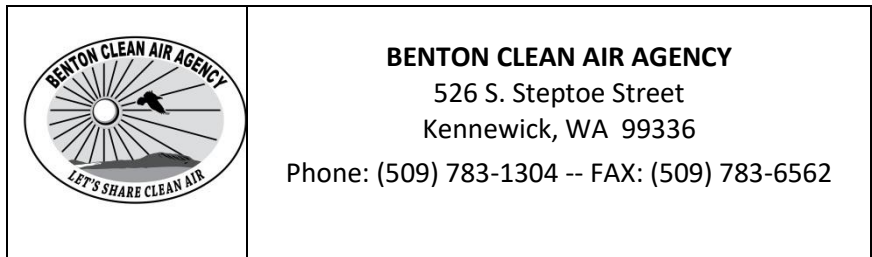 BENTON CLEAN AIR AGENCY
LET'S SHARE CLEAN AIR
BENTON CLEAN AIR AGENCY
526 S. Steptoe Street
Kennewick, WA 99336
Phone: (509) 783-1304 -- FAX: (509) 783-6562